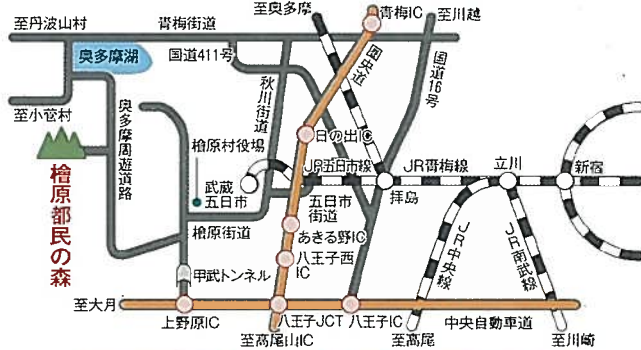 至奥多摩
至丹波山村
青梅街道
青梅IC
至川越
国道411号
奥多摩湖
圏央道
国道16号
秋川街道
至小菅村
奥多摩周遊道路
檜原村役場
日の出IC
JR五日市線
JR青梅線
立川
新宿
武蔵
五日市
拝島
檜原都民の森
五日市
街道
檜原街道
あきる野IC
八王子西
IC
甲武トンネル
JR中央線
JR南武線
至大月
上野原IC
八王子JCT
八王子IC
中央自動車道
至高尾山IC
至高尾
至川崎